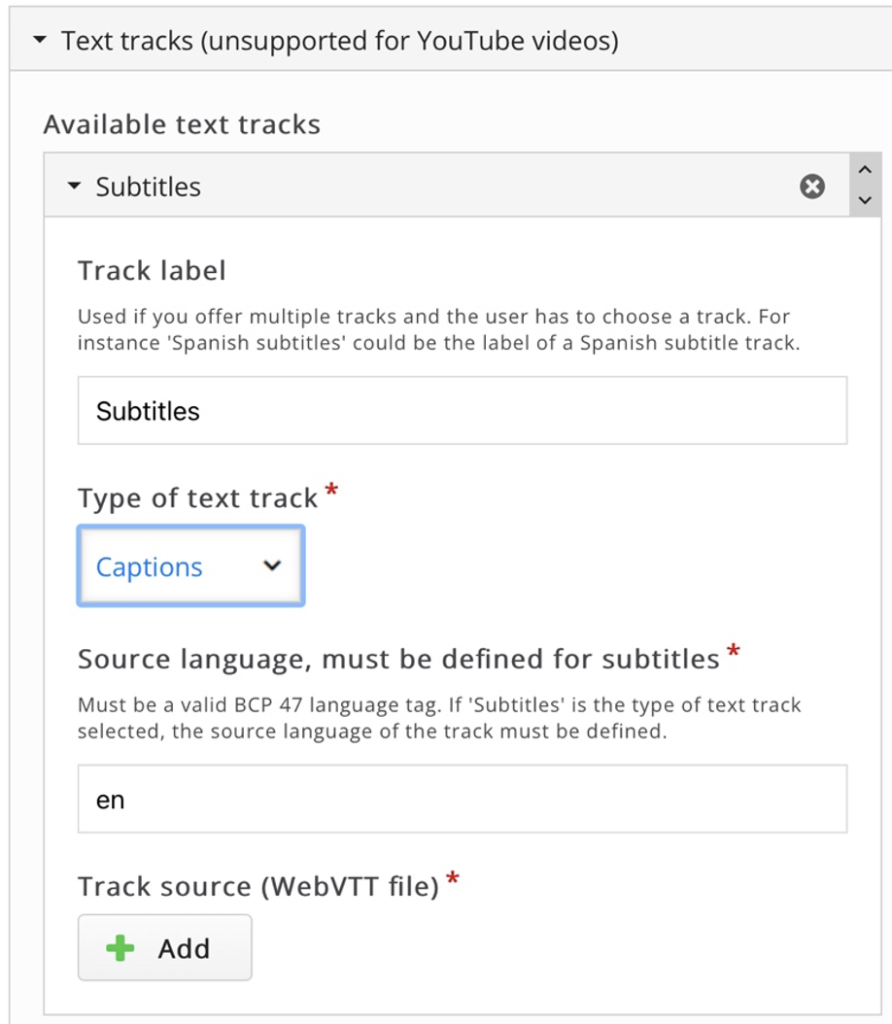 Text tracks (unsupported for YouTube videos)
Available text tracks
Subtitles
Track label
Used if you offer multiple tracks and the user has to choose a track. For
instance 'Spanish subtitles' could be the label of a Spanish subtitle track.
Subtitles
Type of text track *
Captions
Source language, must be defined for subtitles *
Must be a valid BCP 47 language tag. If 'Subtitles' is the type of text track
selected, the source language of the track must be defined.
en
Track source (WebVTT file) *
Add